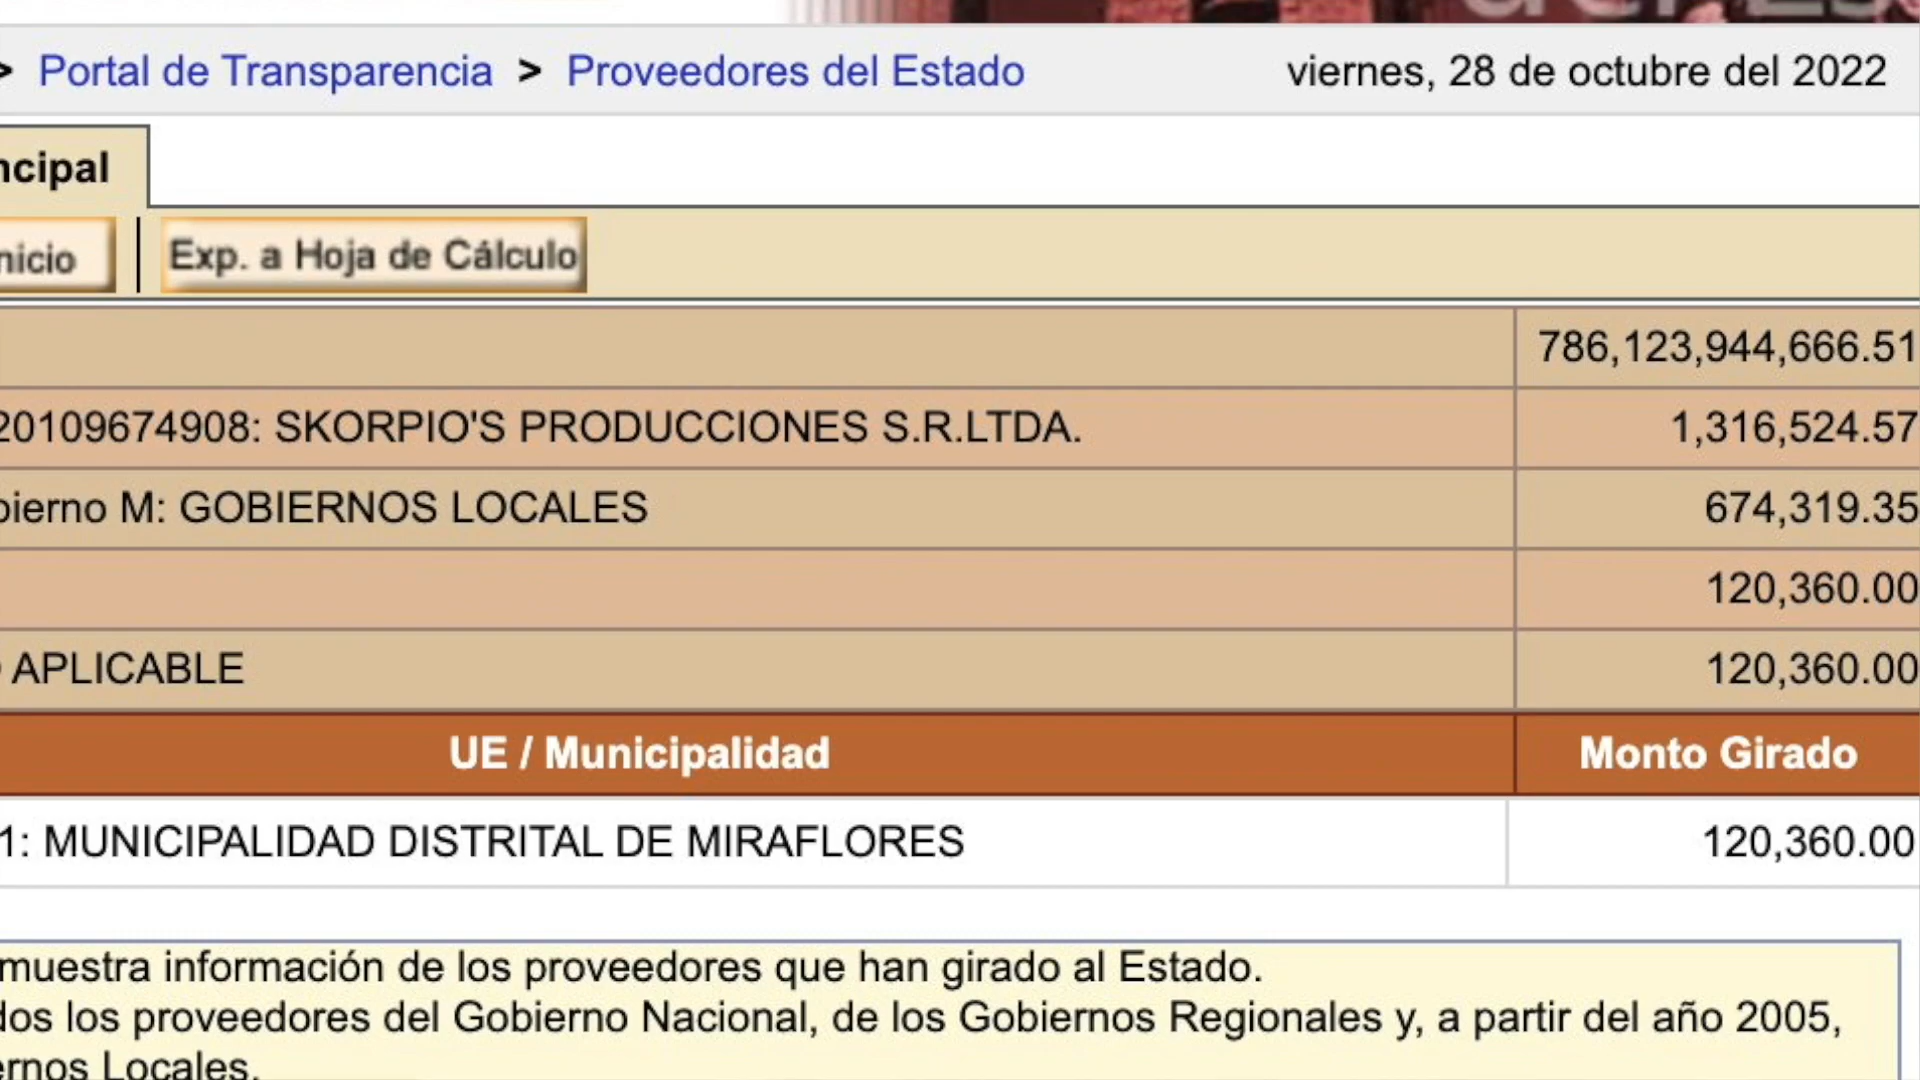 > Portal de Transparencia > Proveedores del Estado viernes, 28 de octubre del 2022
ncipal
nicio Exp. a Hoja de Cálculo
786,123,944,666.51
20109674908: SKORPIO'S PRODUCCIONES S.R.LTDA. 1,316,524.57
bierno M: GOBIERNOS LOCALES 674,319.35
120,360.00
APLICABLE 120,360.00
UE / Municipalidad Monto Girado
1: MUNICIPALIDAD DISTRITAL DE MIRAFLORES 120,360.00
muestra información de los proveedores que han girado al Estado.
dos los proveedores del Gobierno Nacional, de los Gobiernos Regionales y, a partir del año 2005,
ernos Locales.